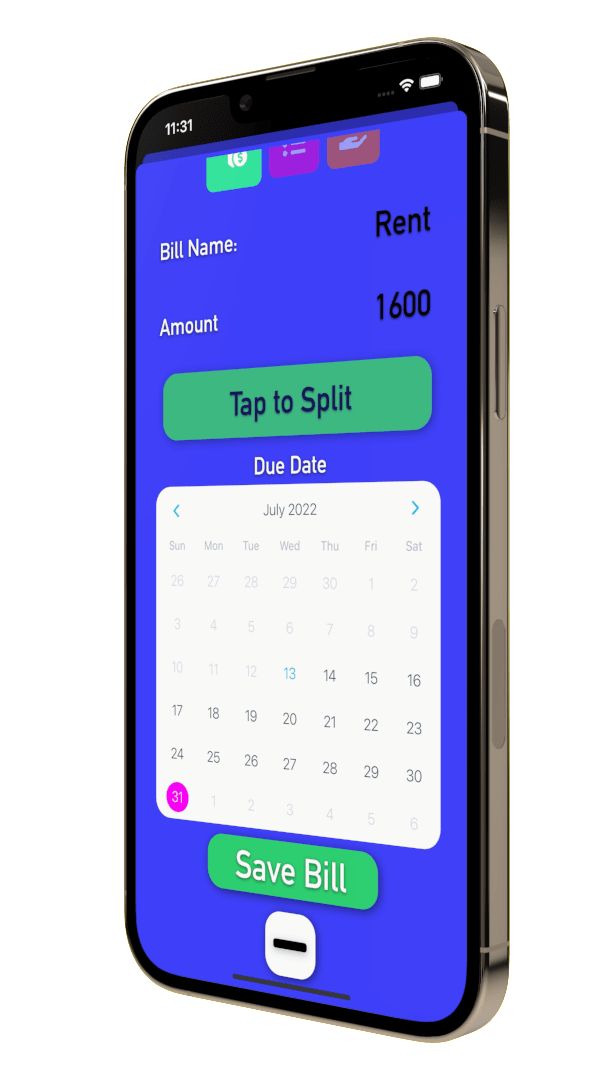 11:31
Rent
Bill Name:
1600
Amount
Tap to Split
Due Date
July 2022
Sun Mon Tue Wed Thu Fri Sat
26 27 28 29 30 1 2
3 4 5 6 7 8 9
10 11 12 13 14 15 16
17 18 19 20 21 22 23
24 25 26 27 28 29 30
31 1 2 3 4 5 6
Save Bill